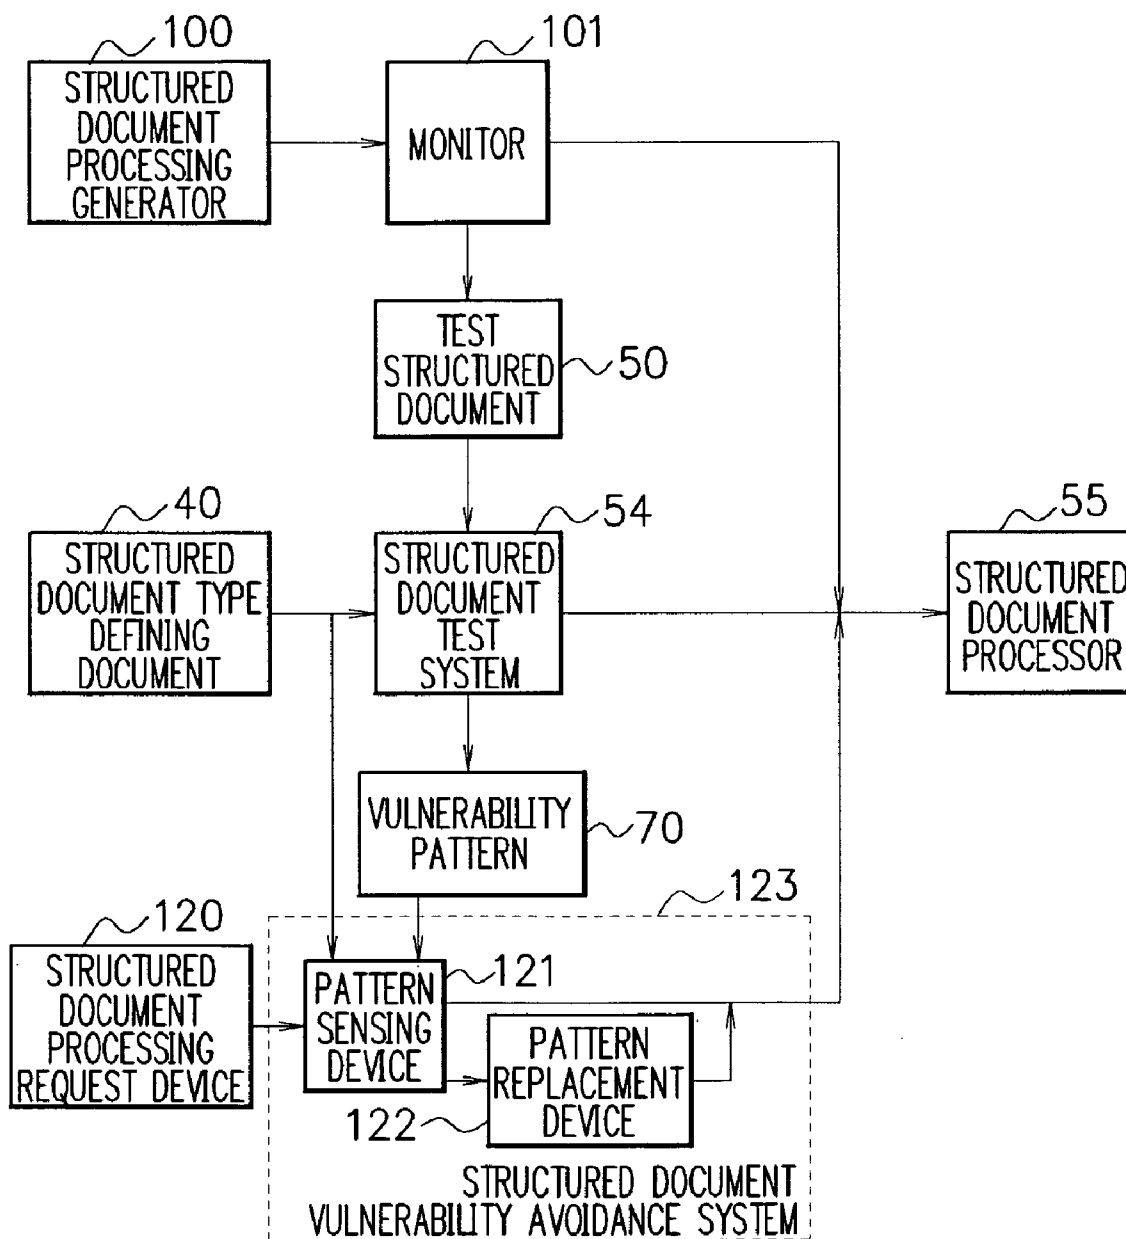 100
STRUCTURED
DOCUMENT
PROCESSING
GENERATOR
101
MONITOR
TEST
STRUCTURED
DOCUMENT
50
40
STRUCTURED
DOCUMENT TYPE
DEFINING
DOCUMENT
54
STRUCTURED
DOCUMENT
TEST
SYSTEM
55
STRUCTURED
DOCUMENT
PROCESSOR
VULNERABILITY
PATTERN
70
123
120
STRUCTURED
DOCUMENT
PROCESSING
REQUEST DEVICE
121
PATTERN
SENSING
DEVICE
PATTERN
REPLACEMENT
DEVICE
122
STRUCTURED DOCUMENT
VULNERABILITY AVOIDANCE SYSTEM